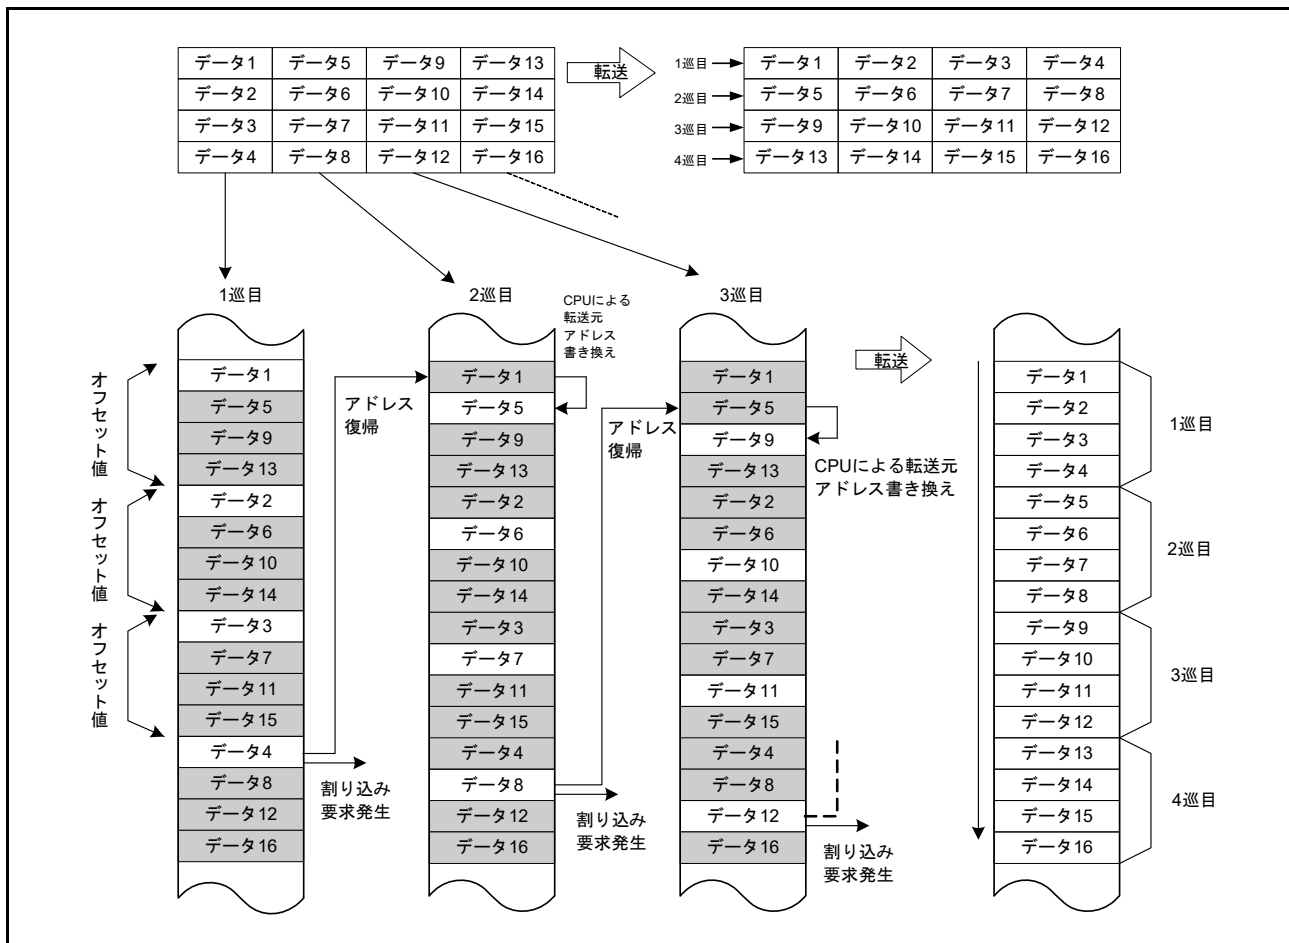 データ1 データ5 データ9 データ13
データ2 データ6 データ10 データ14
データ3 データ7 データ11 データ15
データ4 データ8 データ12 データ16
転送
1巡目 データ1 データ2 データ3 データ4
2巡目 データ5 データ6 データ7 データ8
3巡目 データ9 データ10 データ11 データ12
4巡目 データ13 データ14 データ15 データ16
1巡目
オフセット値
オフセット値
オフセット値
データ1
データ5
データ9
データ13
データ2
データ6
データ10
データ14
データ3
データ7
データ11
データ15
データ4
データ8
データ12
データ16
アドレス
復帰
割り込み
要求発生
2巡目
CPUによる
転送元
アドレス
書き換え
データ1
データ5
データ9
データ13
データ2
データ6
データ10
データ14
データ3
データ7
データ11
データ15
データ4
データ8
データ12
データ16
アドレス
復帰
割り込み
要求発生
3巡目
データ1
データ5
データ9
データ13
データ2
データ6
データ10
データ14
データ3
データ7
データ11
データ15
データ4
データ8
データ12
データ16
CPUによる転送元
アドレス書き換え
割り込み
要求発生
転送
データ1
データ2
データ3
データ4
データ5
データ6
データ7
データ8
データ9
データ10
データ11
データ12
データ13
データ14
データ15
データ16
1巡目
2巡目
3巡目
4巡目